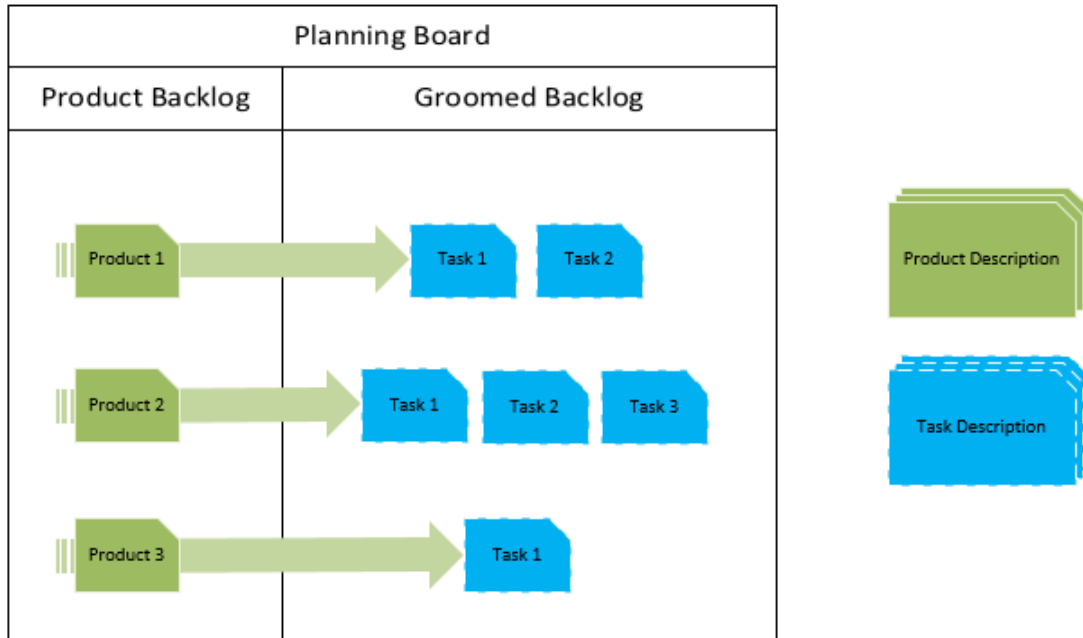 Planning Board
Product Backlog
Groomed Backlog
Product 1
Task 1
Task 2
Product Description
Product 2
Task 1
Task 2
Task 3
Task Description
Product 3
Task 1